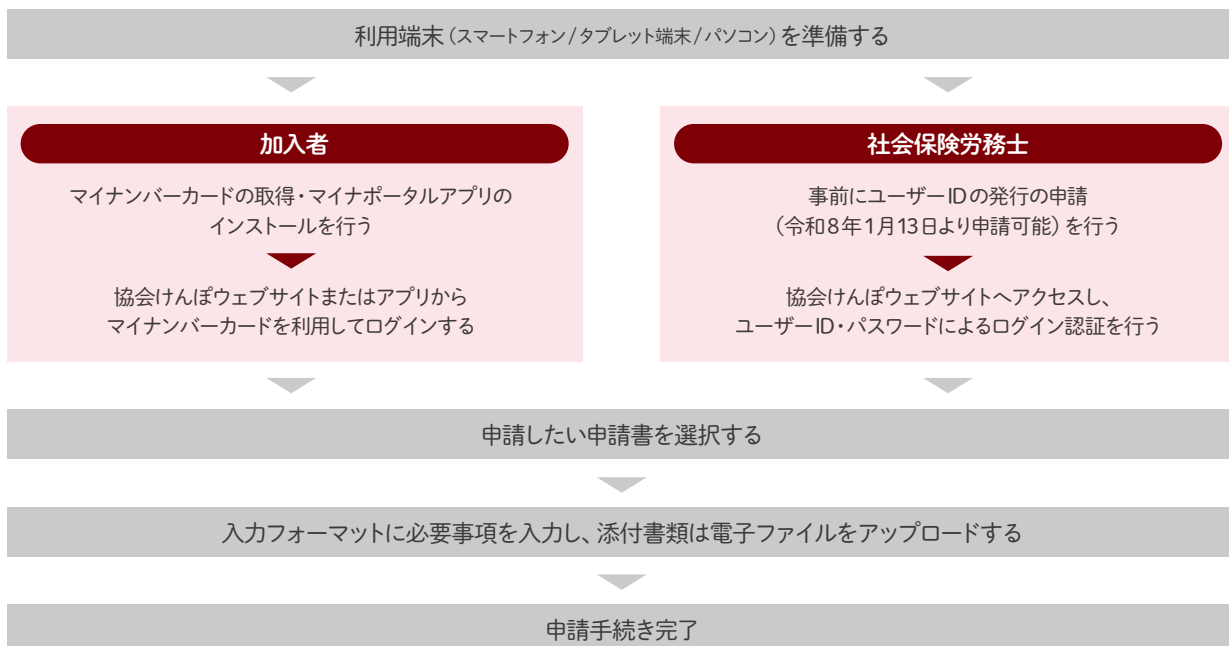 利用端末（スマートフォン/タブレット端末/パソコン）を準備する
加入者
マイナンバーカードの取得・マイナポータルアプリの
インストールを行う
協会けんぽウェブサイトまたはアプリから
マイナンバーカードを利用してログインする
社会保険労務士
事前にユーザーIDの発行の申請
（令和8年1月13日より申請可能）を行う
協会けんぽウェブサイトへアクセスし、
ユーザーID・パスワードによるログイン認証を行う
申請したい申請書を選択する
入力フォーマットに必要事項を入力し、添付書類は電子ファイルをアップロードする
申請手続き完了